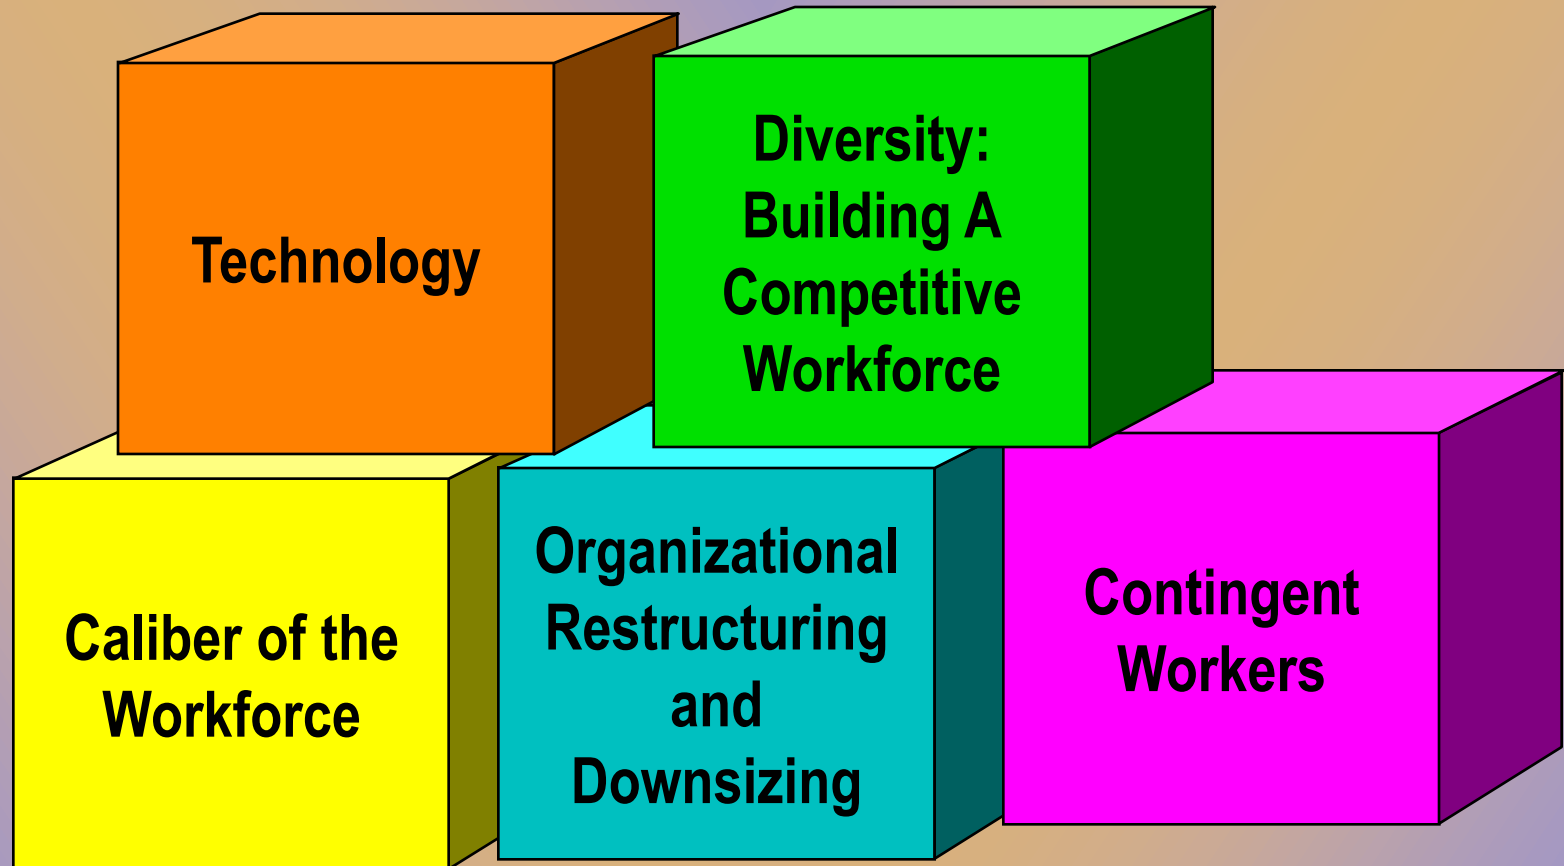 Technology
Diversity:
Building A
Competitive
Workforce
Caliber of the
Workforce
Organizational
Restructuring
and
Downsizing
Contingent
Workers